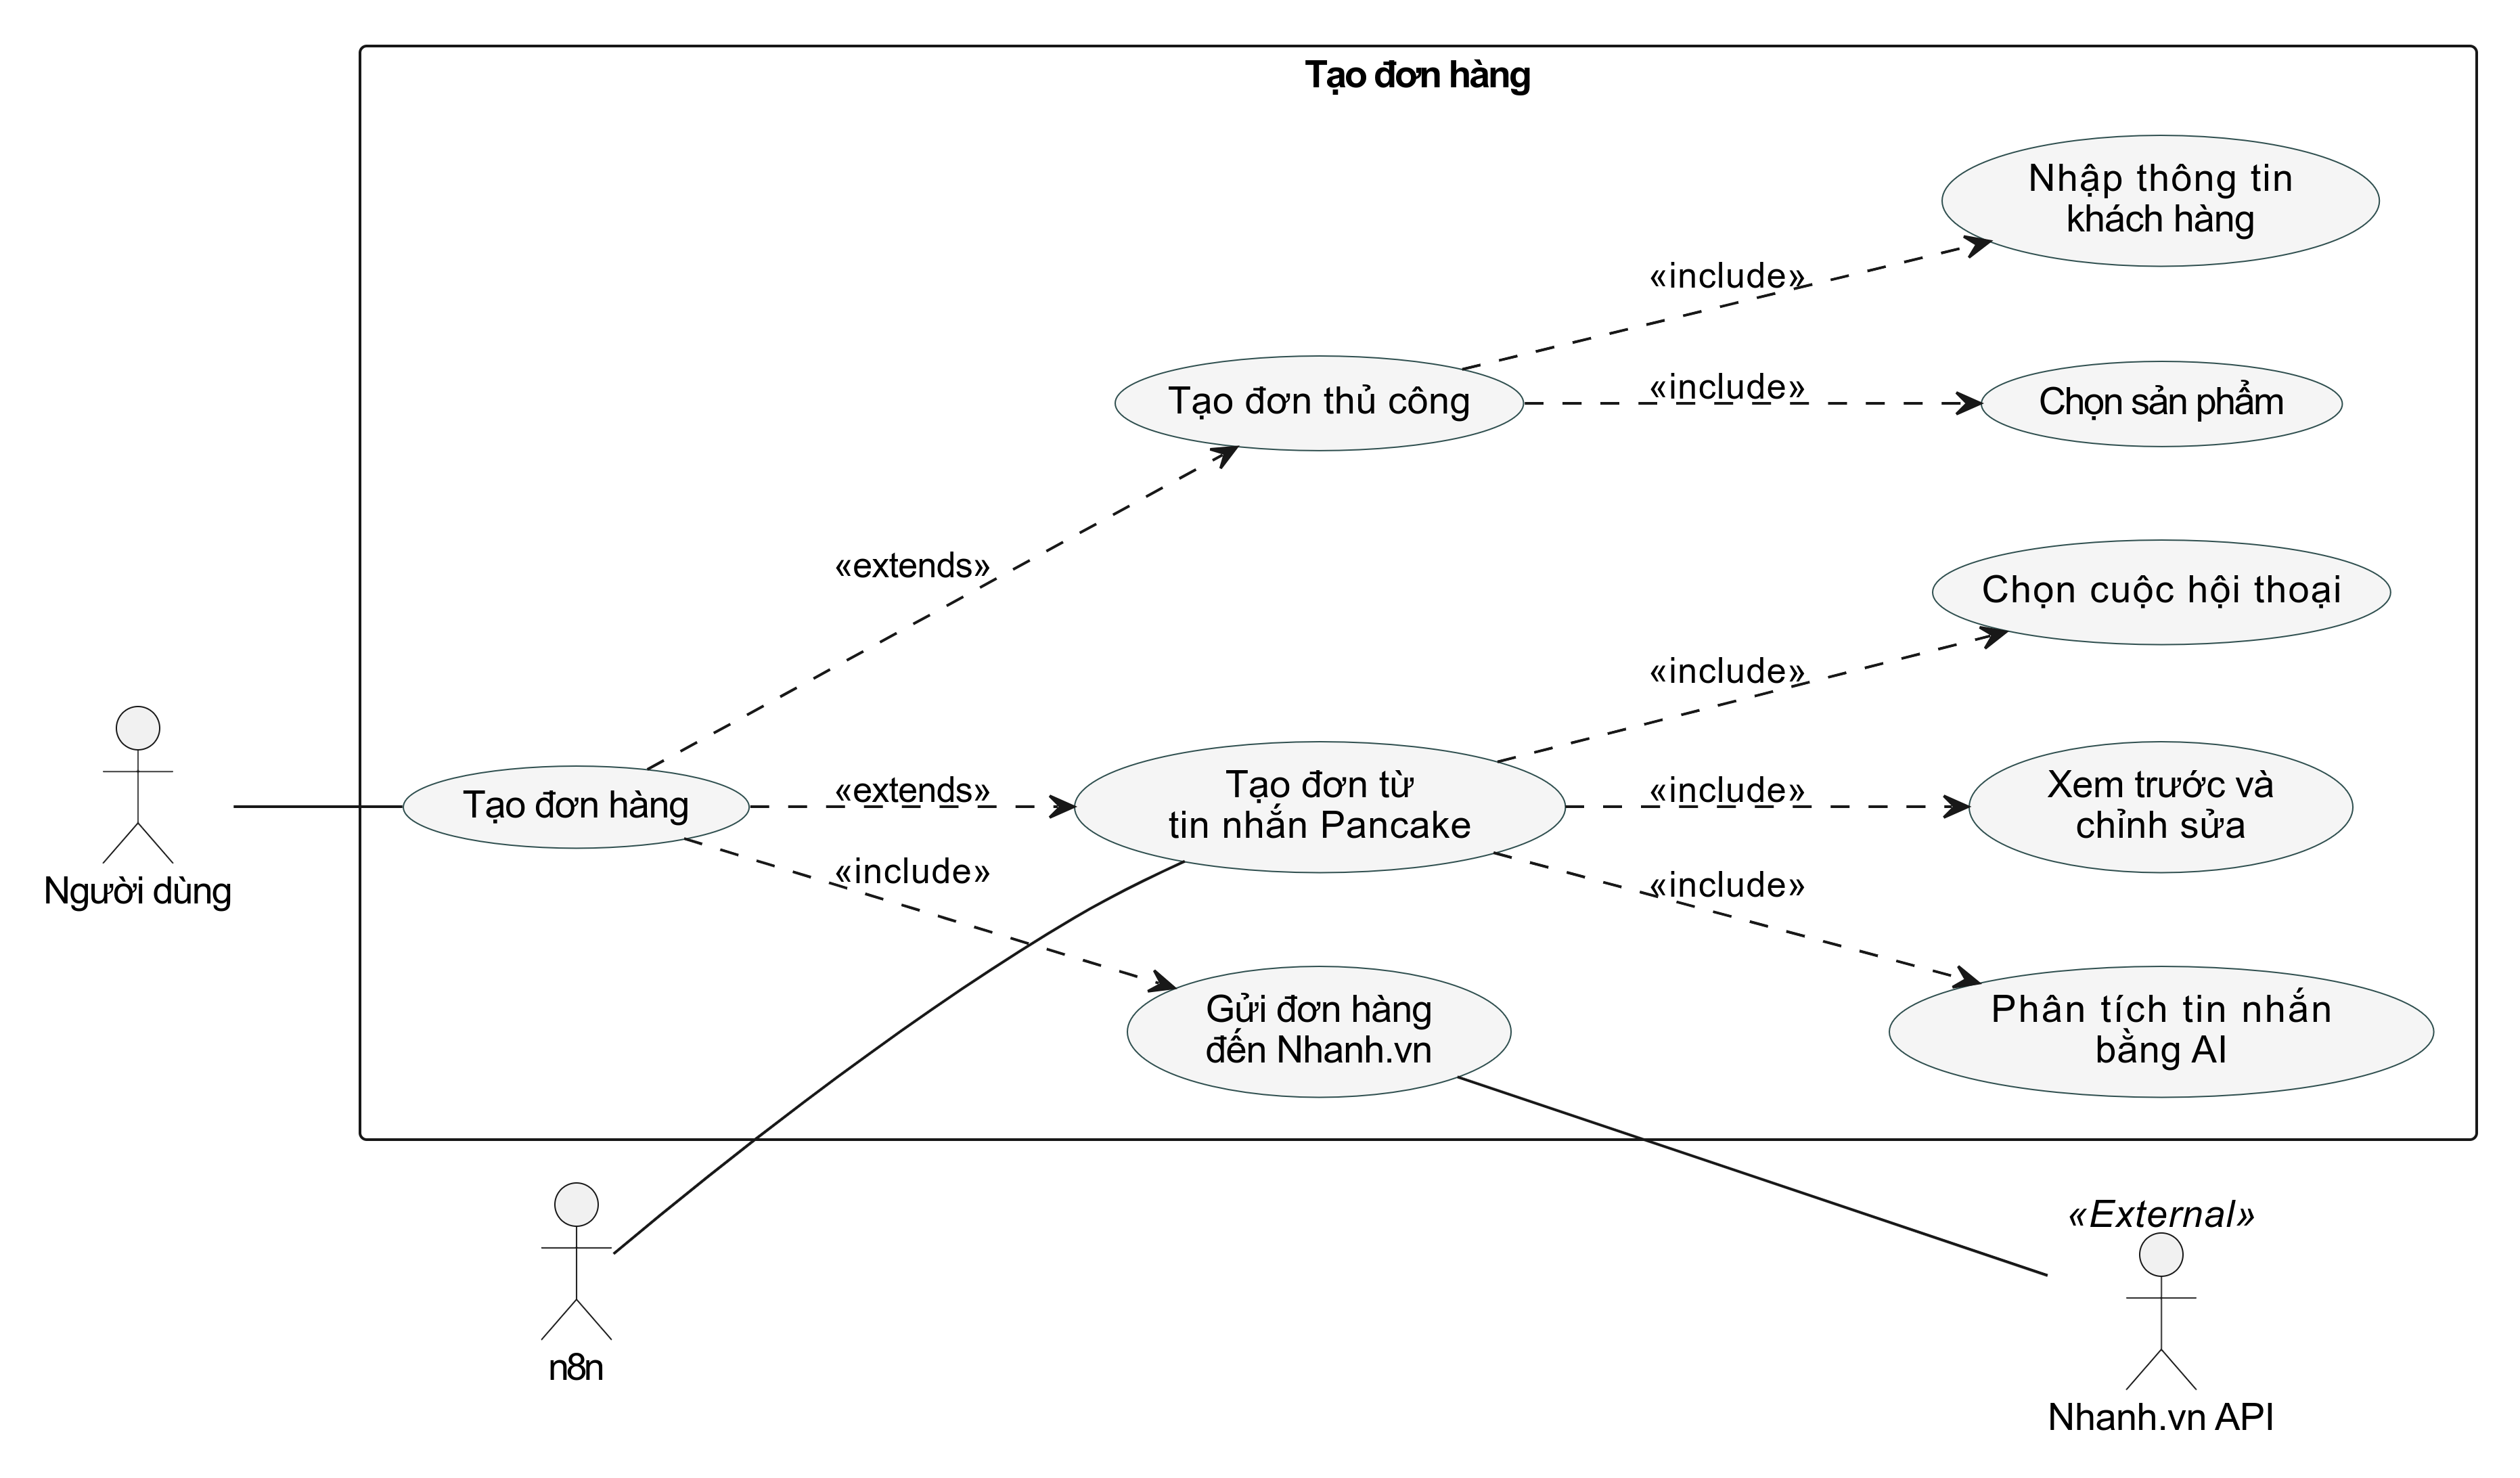 Tạo đơn hàng
Nhập thông tin
khách hàng
«include»
Tạo đơn thủ công
«include»
Chọn sản phẩm
«extends»
Chọn cuộc hội thoại
«include»
Người dùng
Tạo đơn hàng
«extends»
Tạo đơn từ
tin nhắn Pancake
«include»
Xem trước và
chỉnh sửa
«include»
«include»
Gửi đơn hàng
đến Nhanh.vn
Phân tích tin nhắn
bằng AI
n8n
«External»
Nhanh.vn API